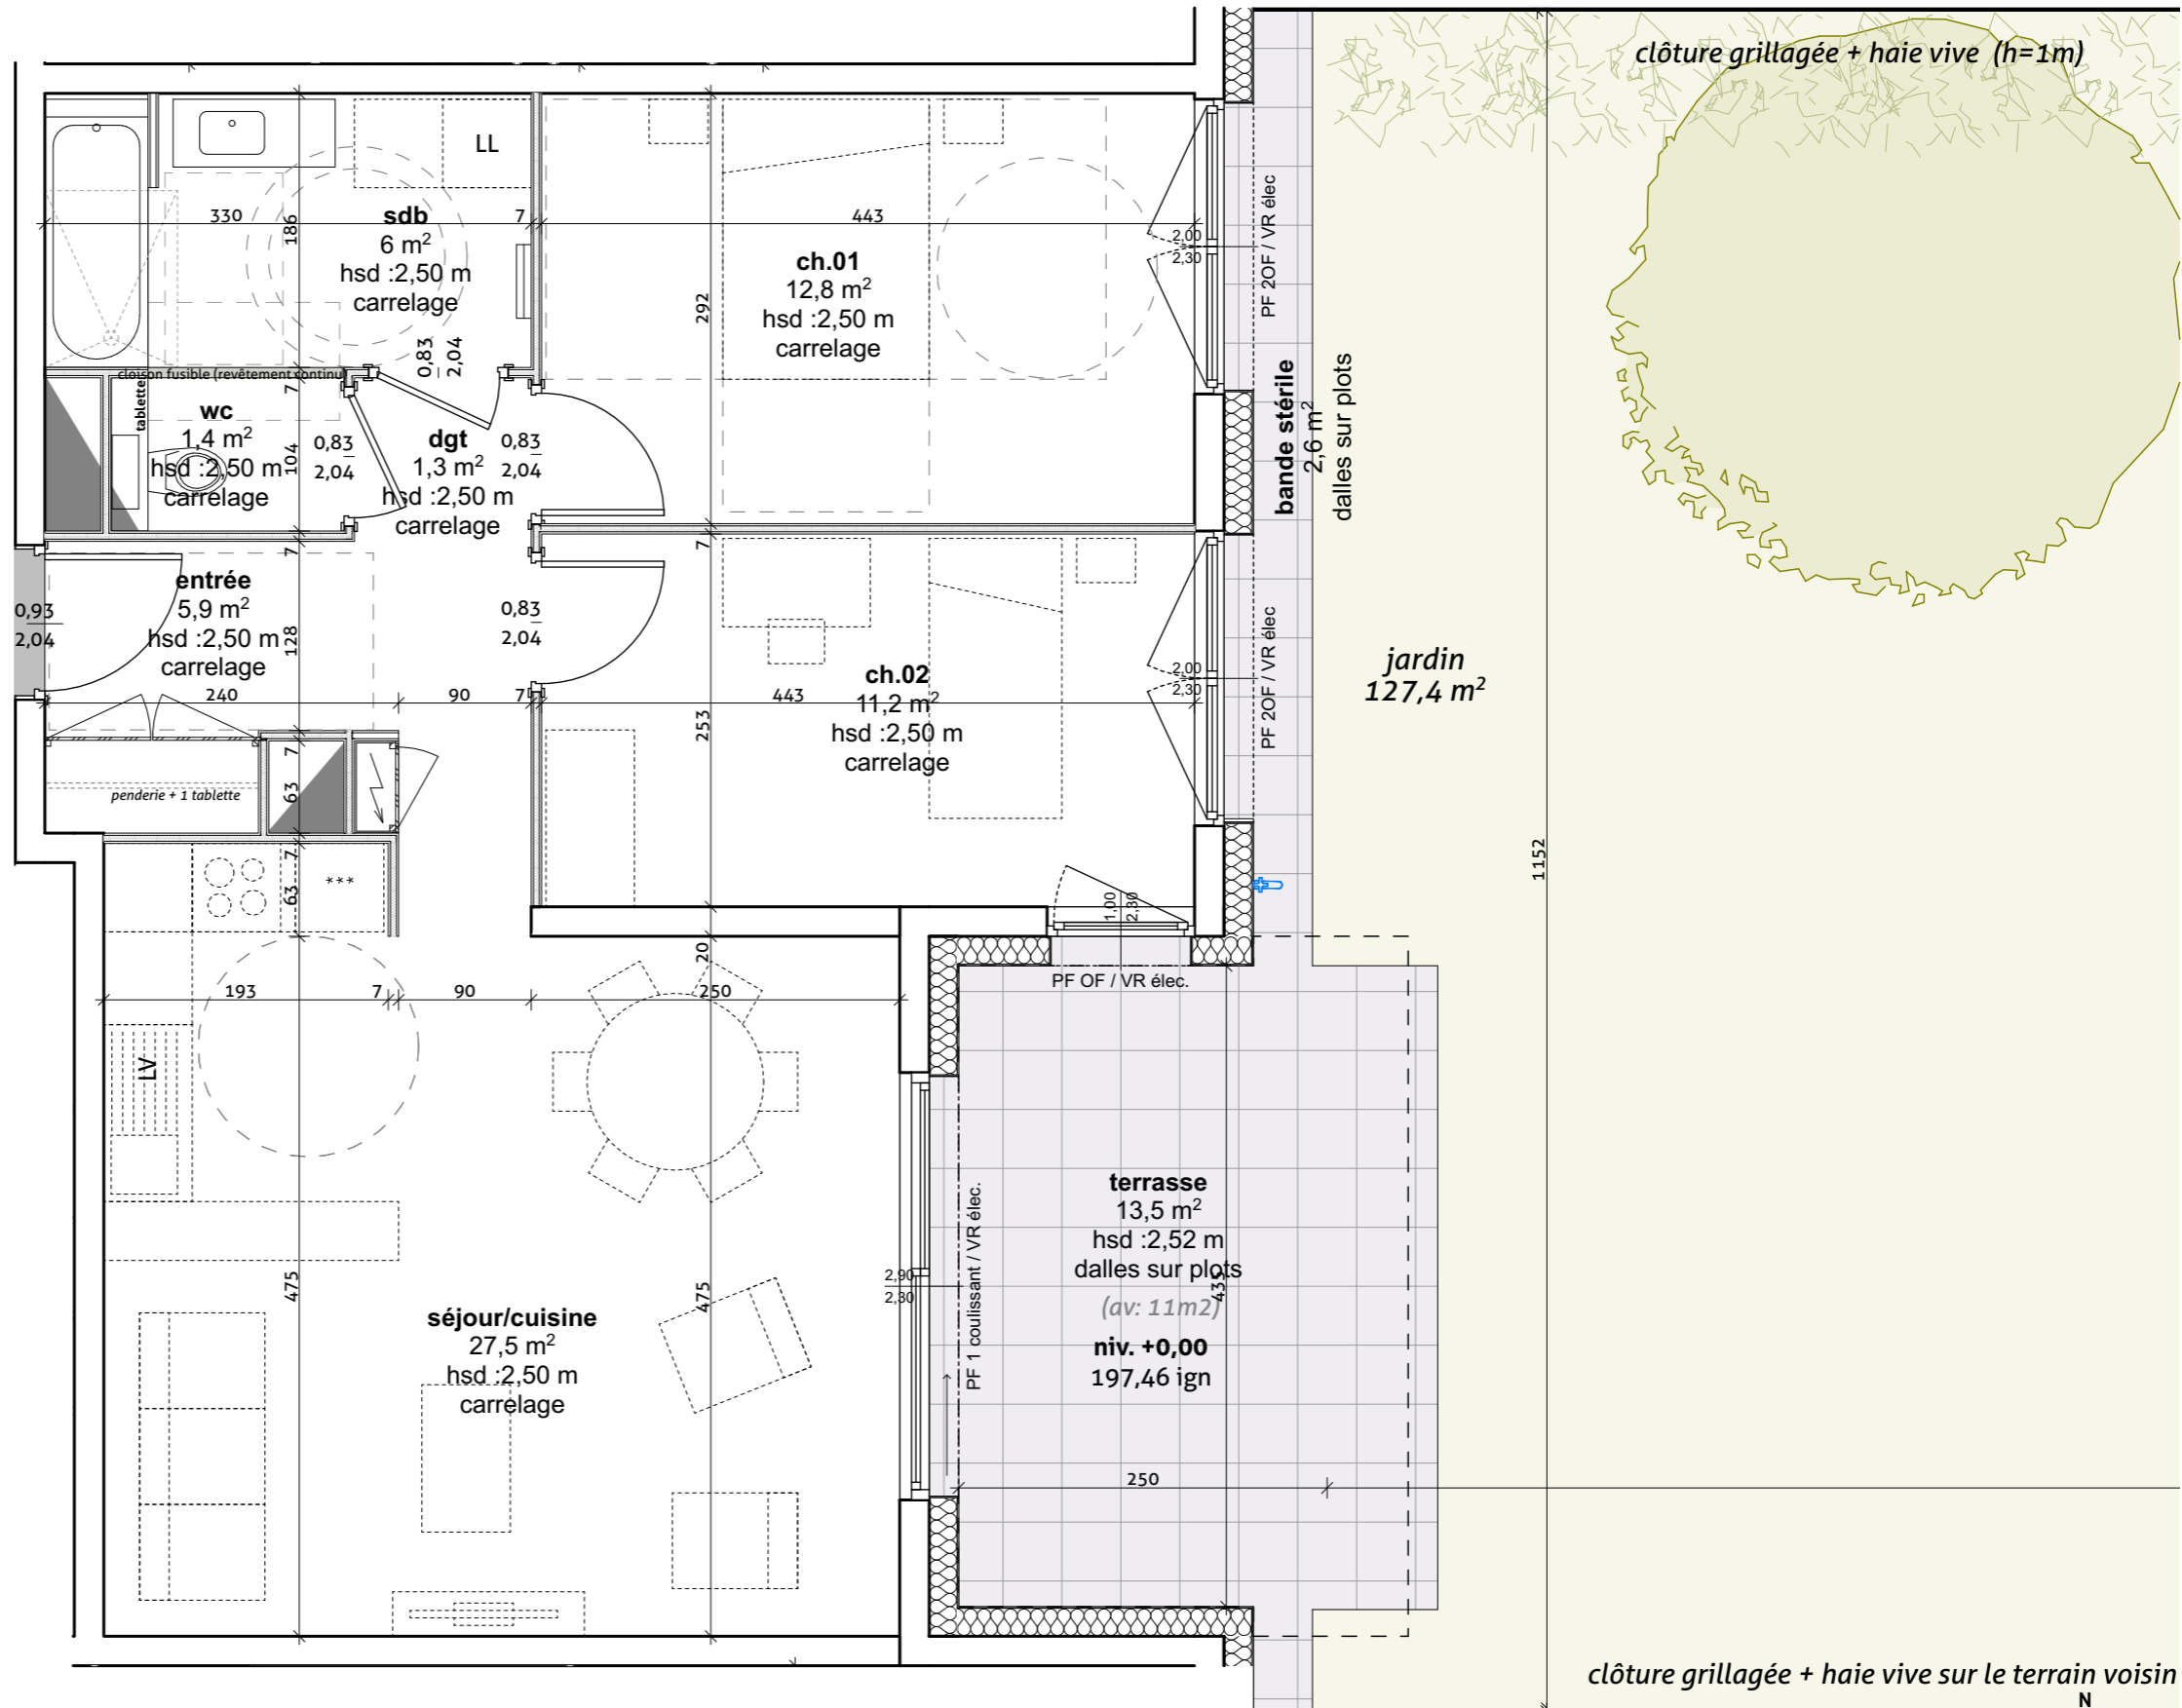 clôture grillagée + haie vive (h=1m)
LL
330
186
sdb
6 m²
hsd :2,50 m
carrelage
7
443
ch.01
12,8 m²
hsd :2,50 m
carrelage
292
2,00
2,30
PF 2OF / VR élec
0,83
2,04
cloison fusible (revêtement continu)
tablette
7
wc
1,4 m²
hsd :2,50 m
carrelage
104
0,83
2,04
dgt
1,3 m²
hsd :2,50 m
carrelage
0,83
2,04
bande stérile
2,6 m²
dalles sur plots
7
7
entrée
5,9 m²
hsd :2,50 m
carrelage
0,93
2,04
128
0,83
2,04
240
90
7
443
ch.02
11,2 m²
hsd :2,50 m
carrelage
253
2,00
2,30
PF 2OF / VR élec
jardin
127,4 m²
7
63
penderie + 1 tablette
7
63
***
1152
1,00
2,30
20
PF OF / VR élec.
193
7
90
250
LV
475
475
séjour/cuisine
27,5 m²
hsd :2,50 m
carrelage
2,90
2,30
PF 1 coulissant / VR élec.
terrasse
13,5 m²
hsd :2,52 m
dalles sur plots
(av: 11m2)
435
niv. +0,00
197,46 ign
250
clôture grillagée + haie vive sur le terrain voisin
N